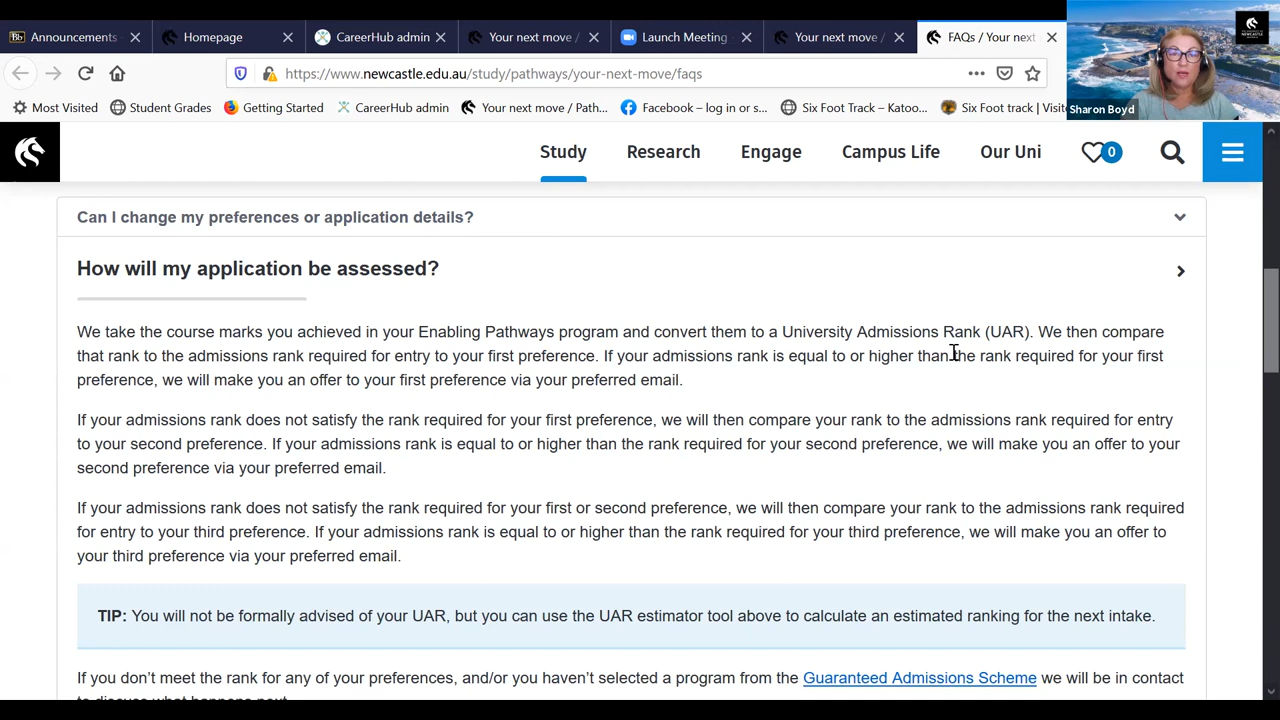 Bb Announcements
Homepage
CareerHub admin
Your next move /
Launch Meeting -
Your next move /
FAQs / Your next
https://www.newcastle.edu.au/study/pathways/your-next-move/faqs
Most Visited
Student Grades
Getting Started
CareerHub admin
Your next move / Path...
Facebook – log in or s...
Six Foot Track – Katoo...
Six Foot track | Visit
Sharon Boyd
Study
Research
Engage
Campus Life
Our Uni
0
Can I change my preferences or application details?
How will my application be assessed?
We take the course marks you achieved in your Enabling Pathways program and convert them to a University Admissions Rank (UAR). We then compare
that rank to the admissions rank required for entry to your first preference. If your admissions rank is equal to or higher than the rank required for your first
preference, we will make you an offer to your first preference via your preferred email.
If your admissions rank does not satisfy the rank required for your first preference, we will then compare your rank to the admissions rank required for entry
to your second preference. If your admissions rank is equal to or higher than the rank required for your second preference, we will make you an offer to your
second preference via your preferred email.
If your admissions rank does not satisfy the rank required for your first or second preference, we will then compare your rank to the admissions rank required
for entry to your third preference. If your admissions rank is equal to or higher than the rank required for your third preference, we will make you an offer to
your third preference via your preferred email.
TIP: You will not be formally advised of your UAR, but you can use the UAR estimator tool above to calculate an estimated ranking for the next intake.
If you don't meet the rank for any of your preferences, and/or you haven't selected a program from the Guaranteed Admissions Scheme we will be in contact
to discuss what happens next